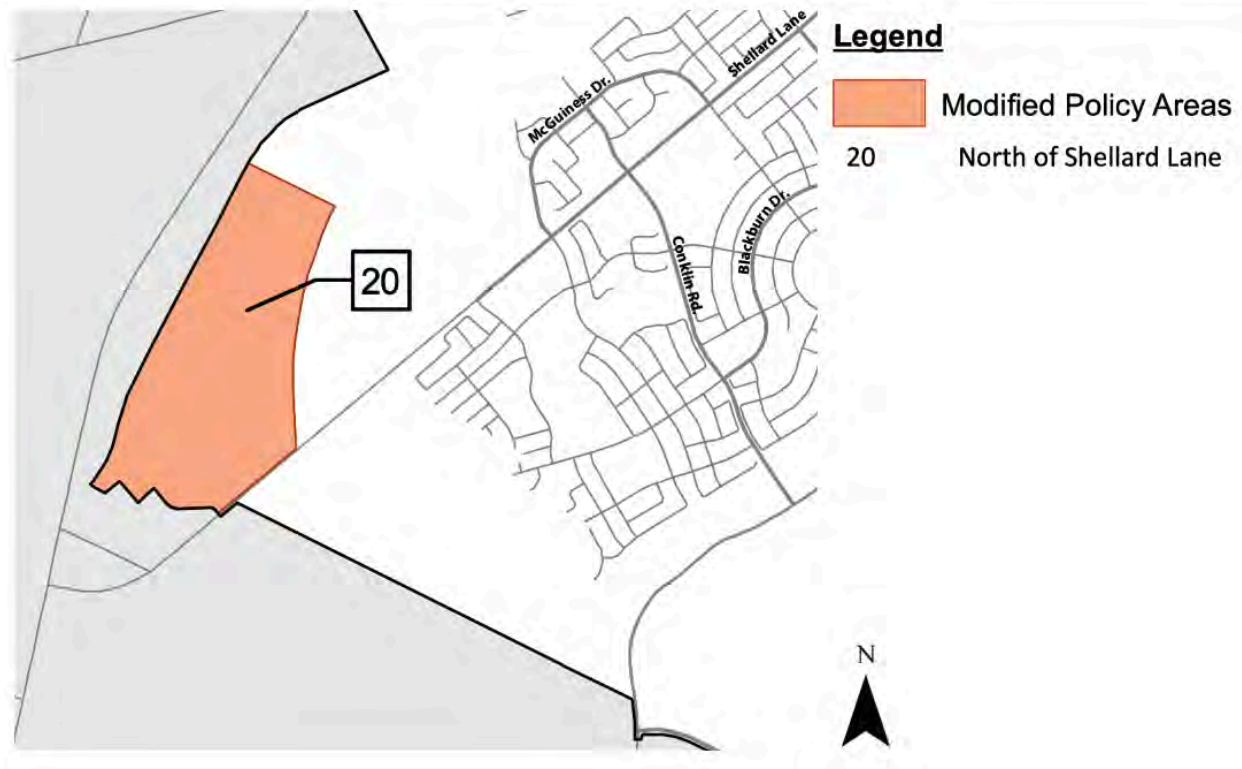 Shellard Lane
McGuiness Dr.
Blackburn Dr.
Conklin Rd.
20
Legend
Modified Policy Areas
20 North of Shellard Lane
N